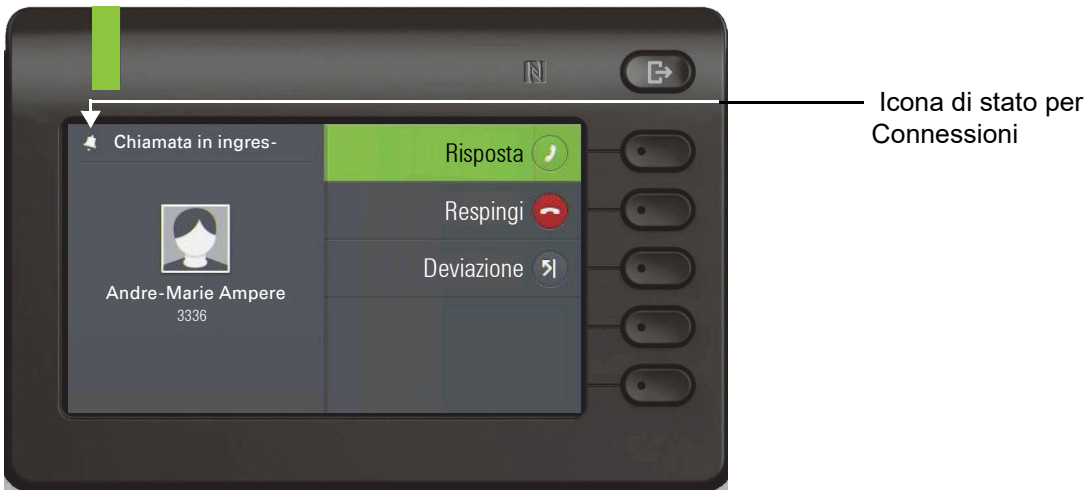 Icona di stato per
Connessioni
Chiamata in ingres-
Risposta
Respingi
Deviazione
Andre-Marie Ampere
3336